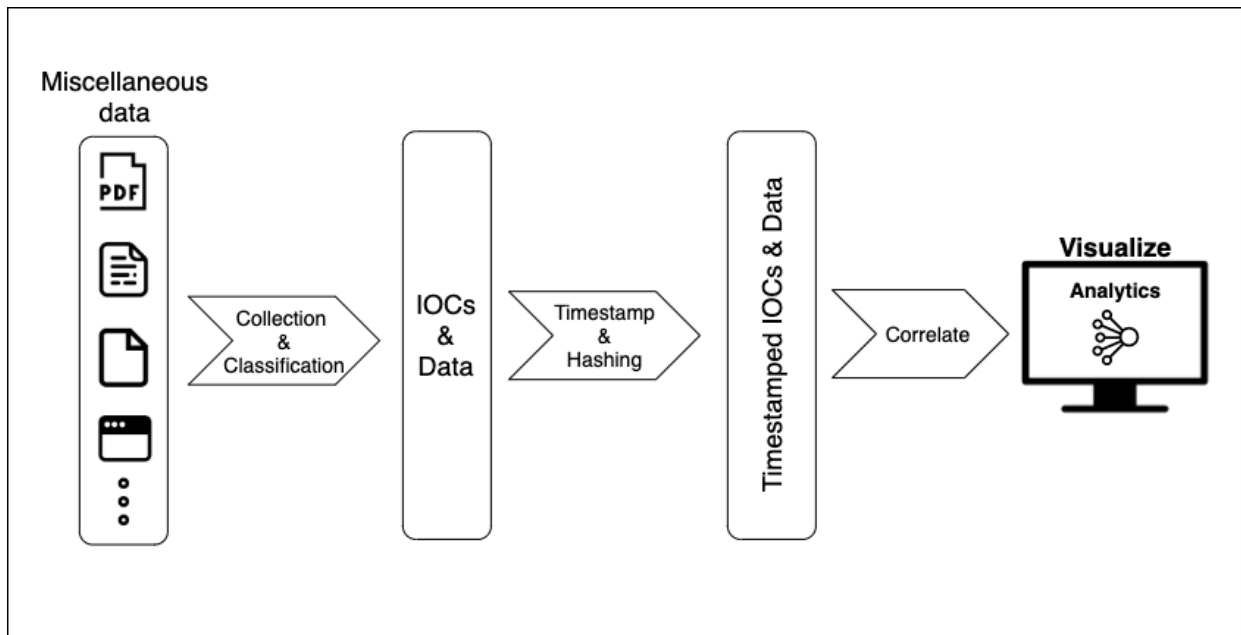 Miscellaneous
data
PDF
Collection
&
Classification
IOCs
&
Data
Timestamp
&
Hashing
Timestamped IOCs & Data
Correlate
Visualize
Analytics